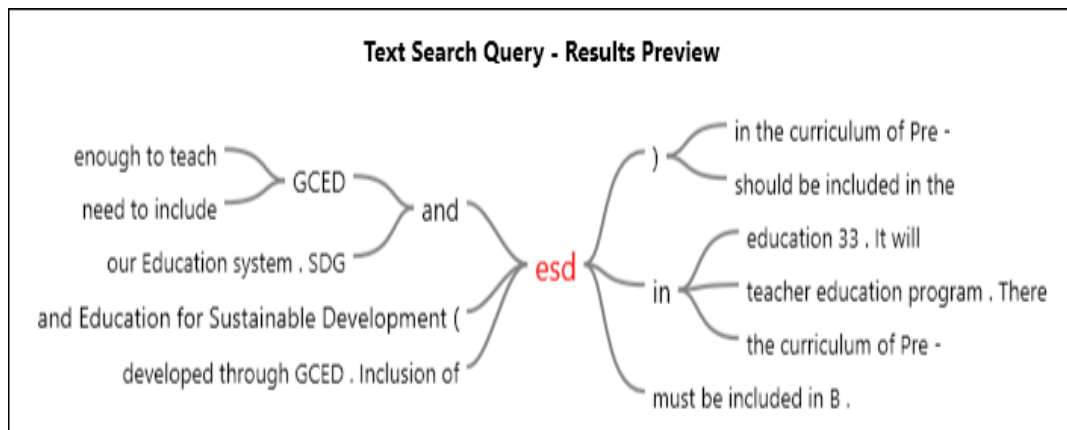 Text Search Query - Results Preview
enough to teach
need to include
GCED
our Education system . SDG
and
and Education for Sustainable Development (
developed through GCED . Inclusion of
esd
)
in the curriculum of Pre -
should be included in the
in
education 33 . It will
teacher education program . There
the curriculum of Pre -
must be included in B .